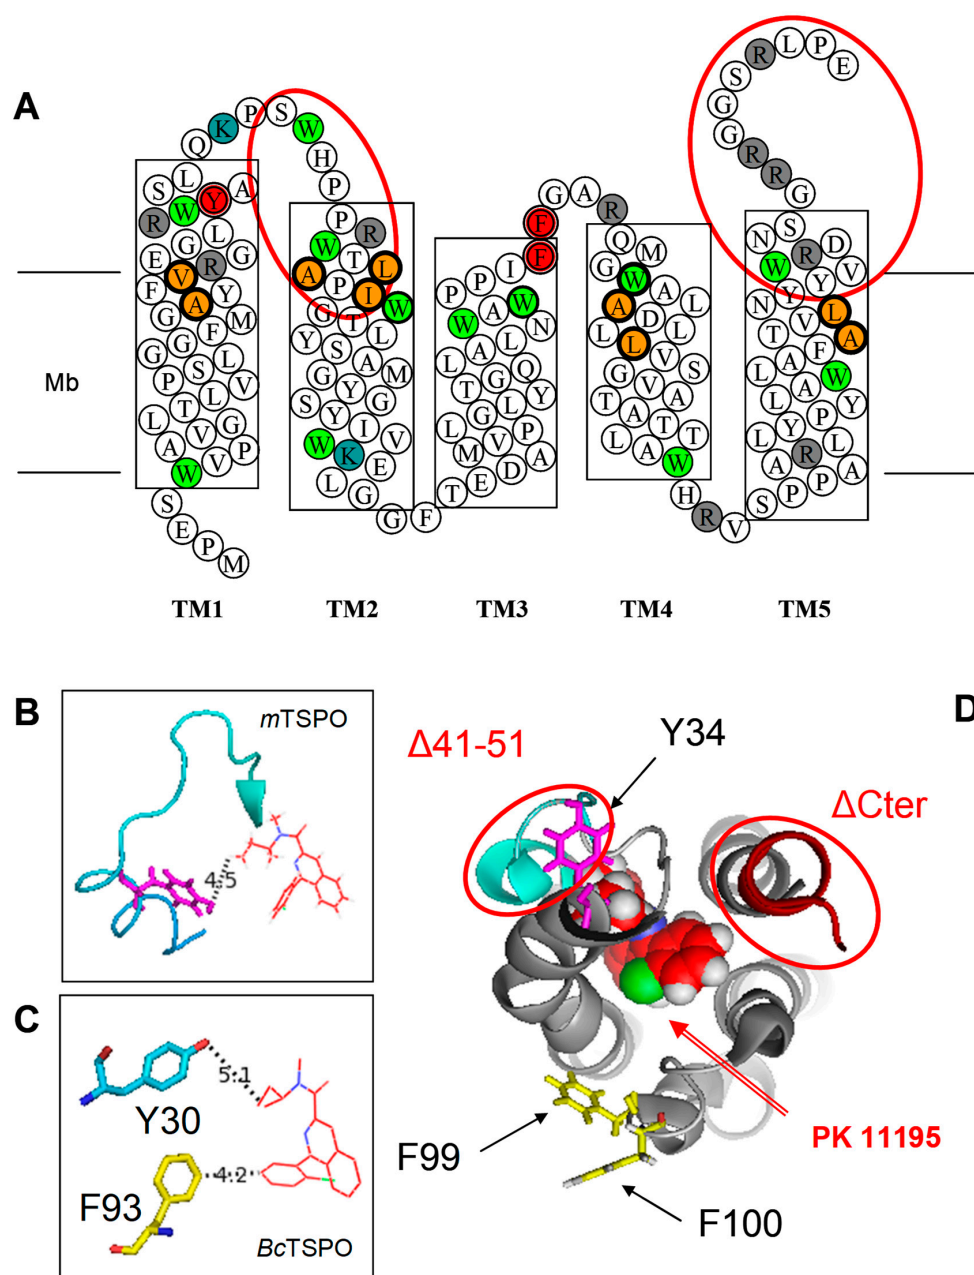 A
M P E S
W V P A V G L T L V P S L G G F M G A Y F V R G E G L R W Y A S L
Q K P S W H P
P R W T L A P I W G T L Y S A M G Y G S Y I V W K E L G
G F
T E D A M V P L G L Y T G Q L A L N W A W P P I F
F G A R
Q M G W A L A D L L L V S G V A T A T T L A W
H R V
S P P A A R L L Y P Y L A W L A F A T V L N Y Y V W R D N S
G R R G G S R L P E
Mb
TM1
TM2
TM3
TM4
TM5
B
mTSPO
4.5
C
5.1
Y30
4.2
F93
BcTSPO
D
Δ41-51
Y34
ΔCter
F99
F100
PK 11195